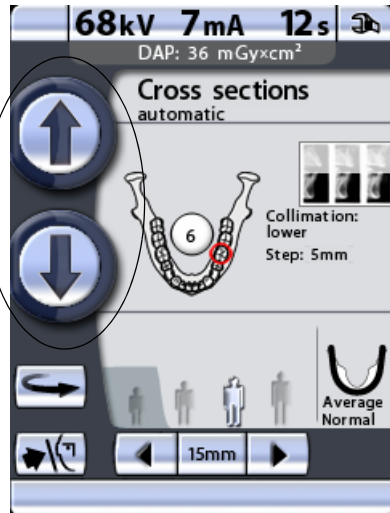 68kV 7mA 12s
DAP: 36 mGy×cm²
Cross sections
automatic
6
Collimation:
lower
Step: 5mm
Average
Normal
15mm